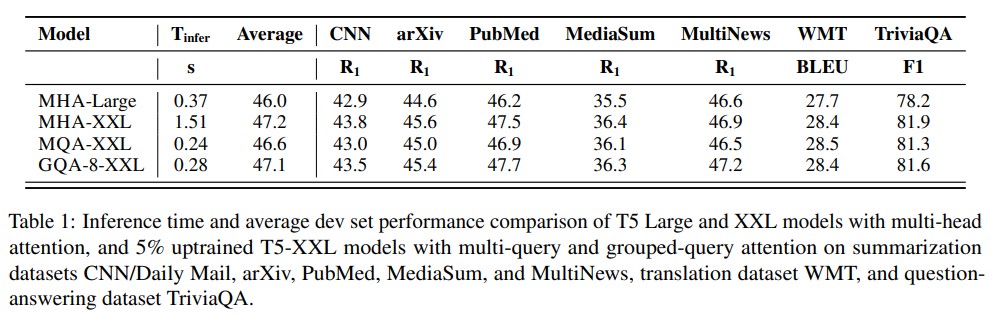 Model T_infer Average CNN arXiv PubMed MediaSum MultiNews WMT TriviaQA
s R₁ R₁ R₁ R₁ R₁ BLEU F1
MHA-Large 0.37 46.0 42.9 44.6 46.2 35.5 46.6 27.7 78.2
MHA-XXL 1.51 47.2 43.8 45.6 47.5 36.4 46.9 28.4 81.9
MQA-XXL 0.24 46.6 43.0 45.0 46.9 36.1 46.5 28.5 81.3
GQA-8-XXL 0.28 47.1 43.5 45.4 47.7 36.3 47.2 28.4 81.6
Table 1: Inference time and average dev set performance comparison of T5 Large and XXL models with multi-head
attention, and 5% uptrained T5-XXL models with multi-query and grouped-query attention on summarization
datasets CNN/Daily Mail, arXiv, PubMed, MediaSum, and MultiNews, translation dataset WMT, and question-
answering dataset TriviaQA.